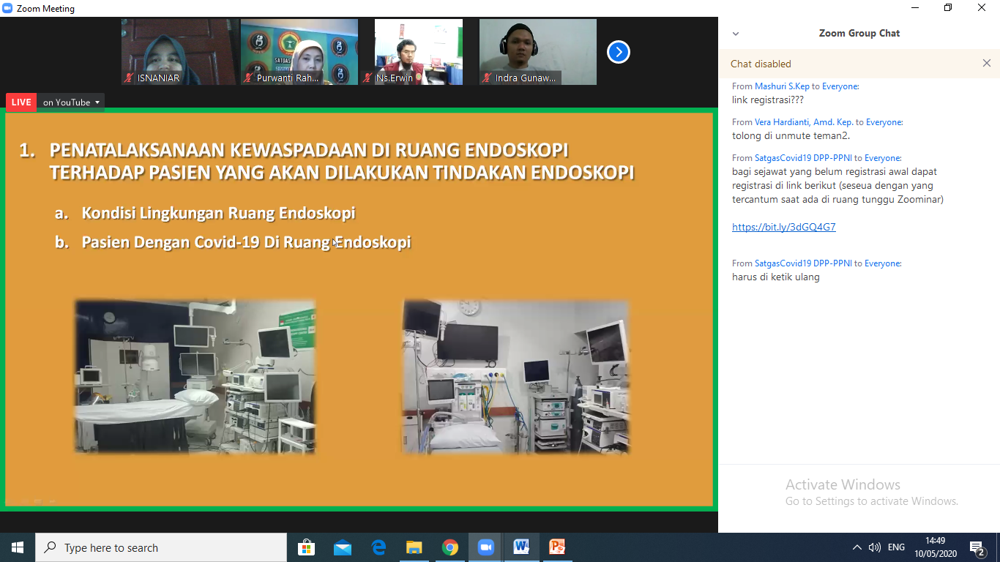 Zoom Meeting
ISNANIAR
SATGAS
Purwanti Rah...
Ns.Erwin
Indra Gunaw...
LIVE
on YouTube
1. PENATALAKSANAAN KEWASPADAAN DI RUANG ENDOSKOPI
TERHADAP PASIEN YANG AKAN DILAKUKAN TINDAKAN ENDOSKOPI
a. Kondisi Lingkungan Ruang Endoskopi
b. Pasien Dengan Covid-19 Di Ruang Endoskopi
Zoom Group Chat
Chat disabled
From Mashuri S.Kep to Everyone:
link registrasi???
From Vera Hardianti, Amd. Kep. to Everyone:
tolong di unmute teman2.
From SatgasCovid19 DPP-PPNI to Everyone:
bagi sejawat yang belum registrasi awal dapat
registrasi di link berikut (seseua dengan yang
tercantum saat ada di ruang tunggu Zoominar)
https://bit.ly/3dGQ4G7
From SatgasCovid19 DPP-PPNI to Everyone:
harus di ketik ulang
Activate Windows
Go to Settings to activate Windows.
Type here to search
ENG
14:49
10/05/2020
2